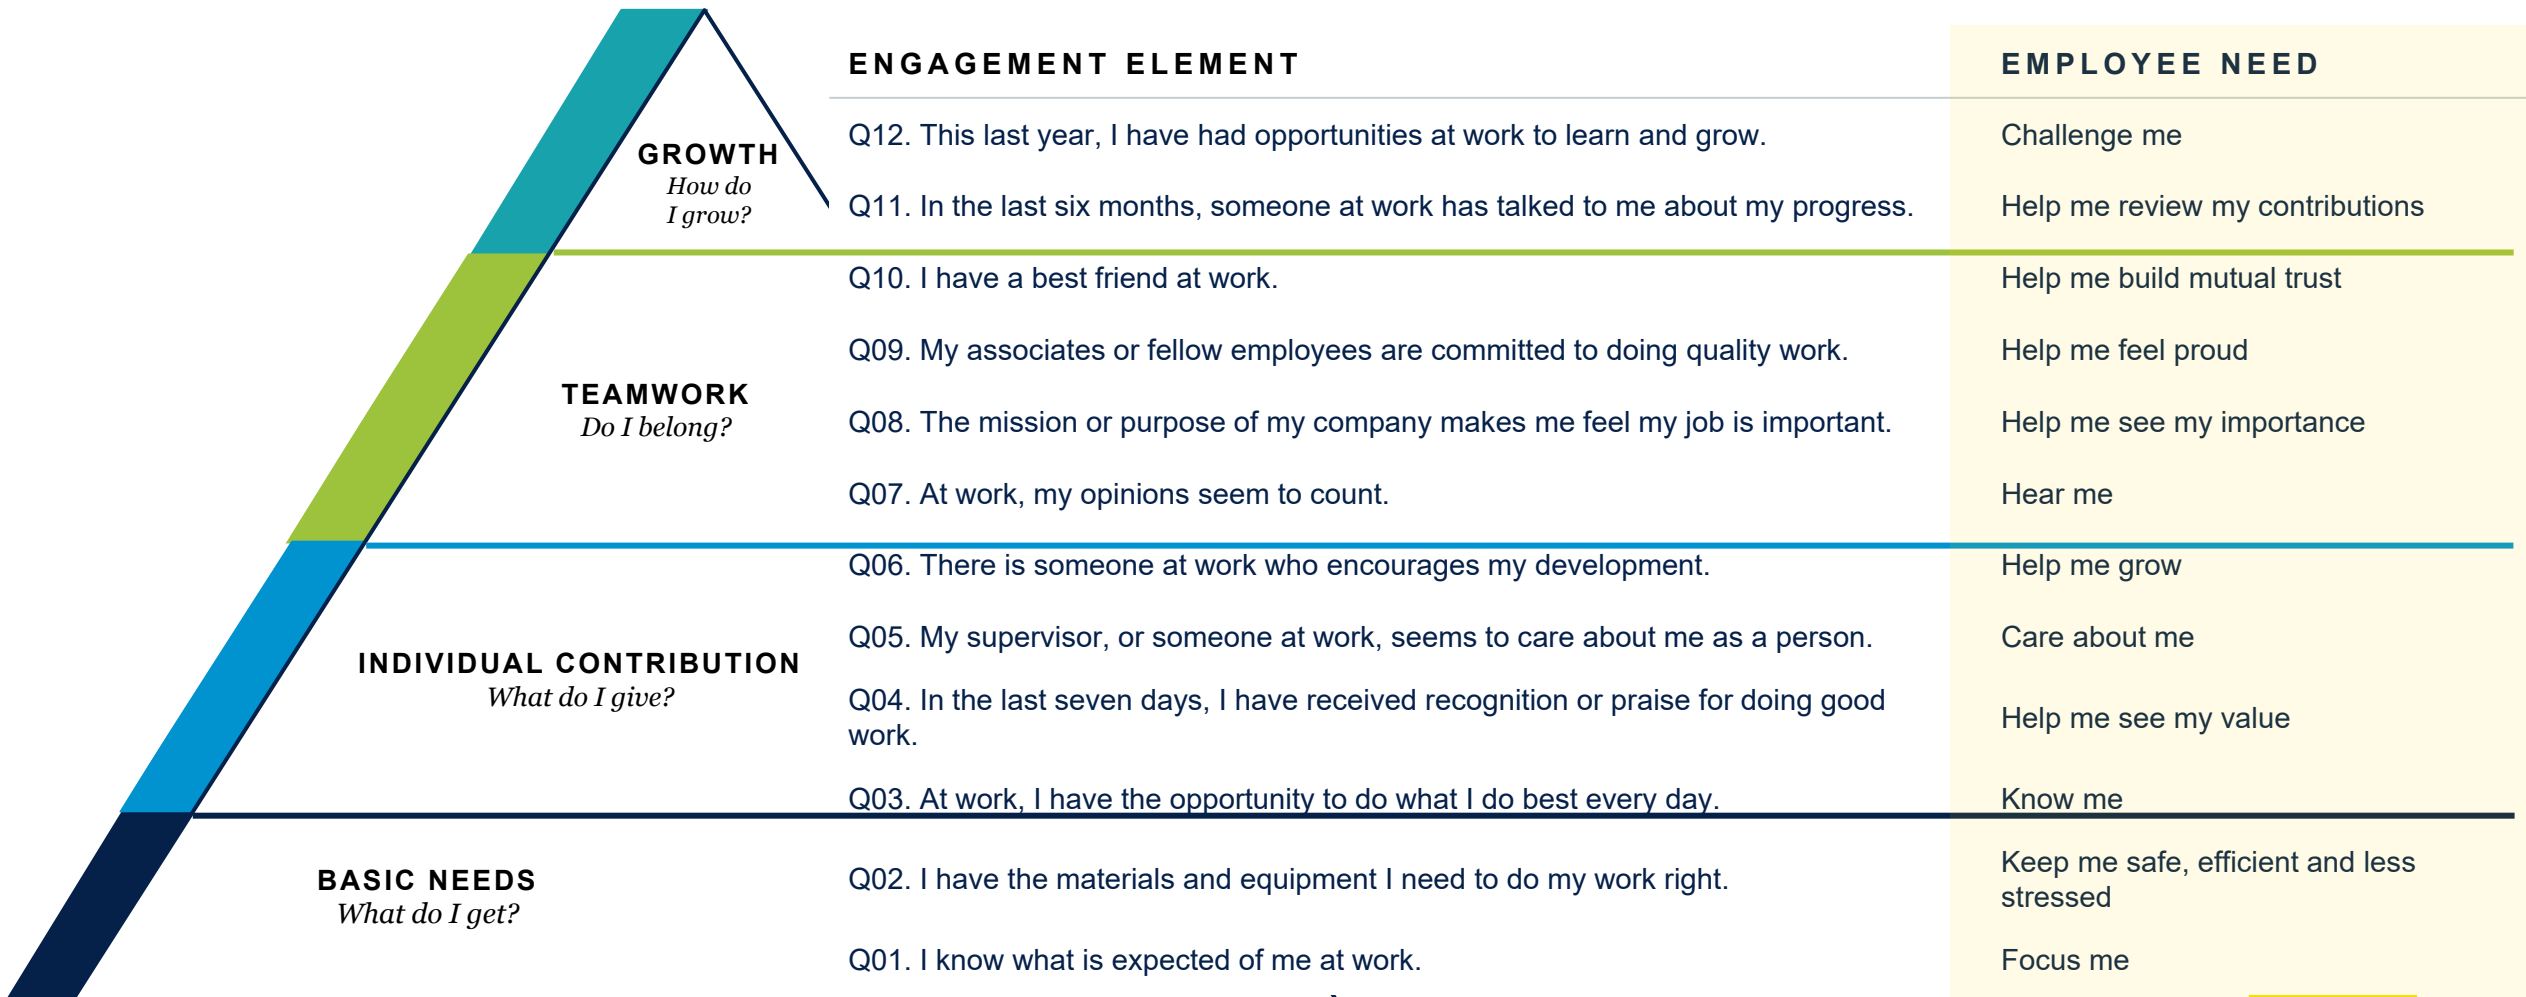 ENGAGEMENT ELEMENT
EMPLOYEE NEED
GROWTH
How do
I grow?
Q12. This last year, I have had opportunities at work to learn and grow.
Challenge me
Q11. In the last six months, someone at work has talked to me about my progress.
Help me review my contributions
TEAMWORK
Do I belong?
Q10. I have a best friend at work.
Help me build mutual trust
Q09. My associates or fellow employees are committed to doing quality work.
Help me feel proud
Q08. The mission or purpose of my company makes me feel my job is important.
Help me see my importance
Q07. At work, my opinions seem to count.
Hear me
INDIVIDUAL CONTRIBUTION
What do I give?
Q06. There is someone at work who encourages my development.
Help me grow
Q05. My supervisor, or someone at work, seems to care about me as a person.
Care about me
Q04. In the last seven days, I have received recognition or praise for doing good
work.
Help me see my value
Q03. At work, I have the opportunity to do what I do best every day.
Know me
BASIC NEEDS
What do I get?
Q02. I have the materials and equipment I need to do my work right.
Keep me safe, efficient and less
stressed
Q01. I know what is expected of me at work.
Focus me